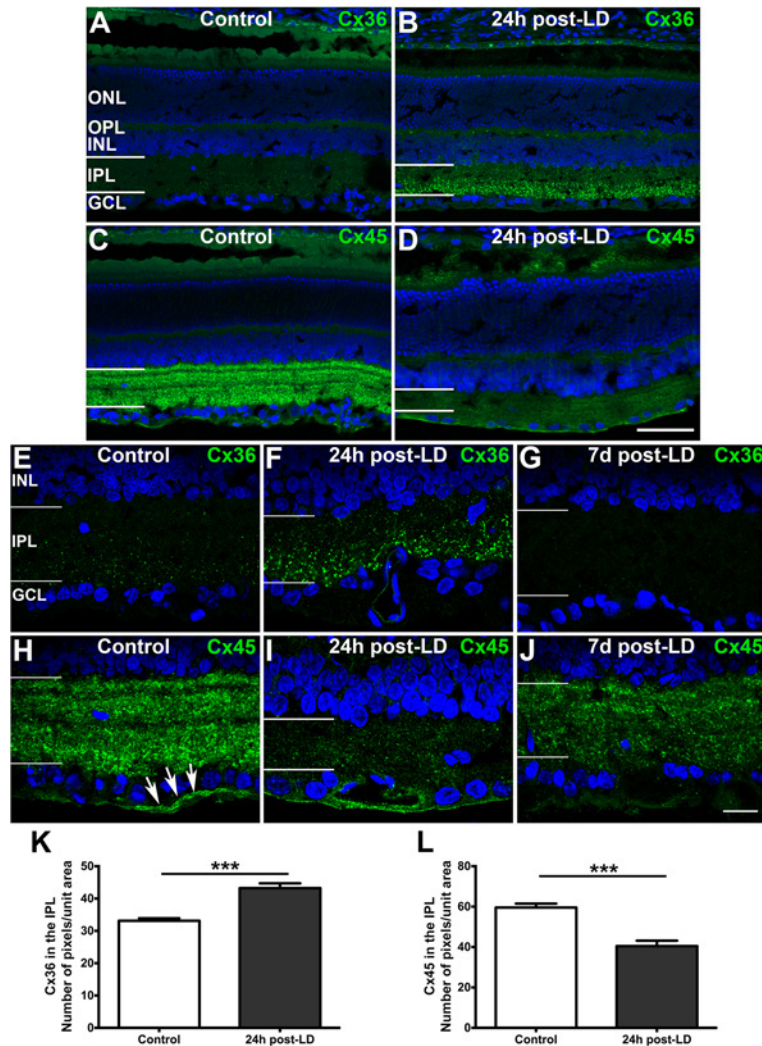 A Control Cx36
ONL
OPL
INL
IPL
GCL
B 24h post-LD Cx36
C Control Cx45
D 24h post-LD Cx45
E Control Cx36
INL
IPL
GCL
F 24h post-LD Cx36
G 7d post-LD Cx36
H Control Cx45
I 24h post-LD Cx45
J 7d post-LD Cx45
K
Cx36 in the IPL
Number of pixels/unit area
50
40
30
20
10
0
***
Control
24h post-LD
L
Cx45 in the IPL
Number of pixels/unit area
80
60
40
20
0
***
Control
24h post-LD